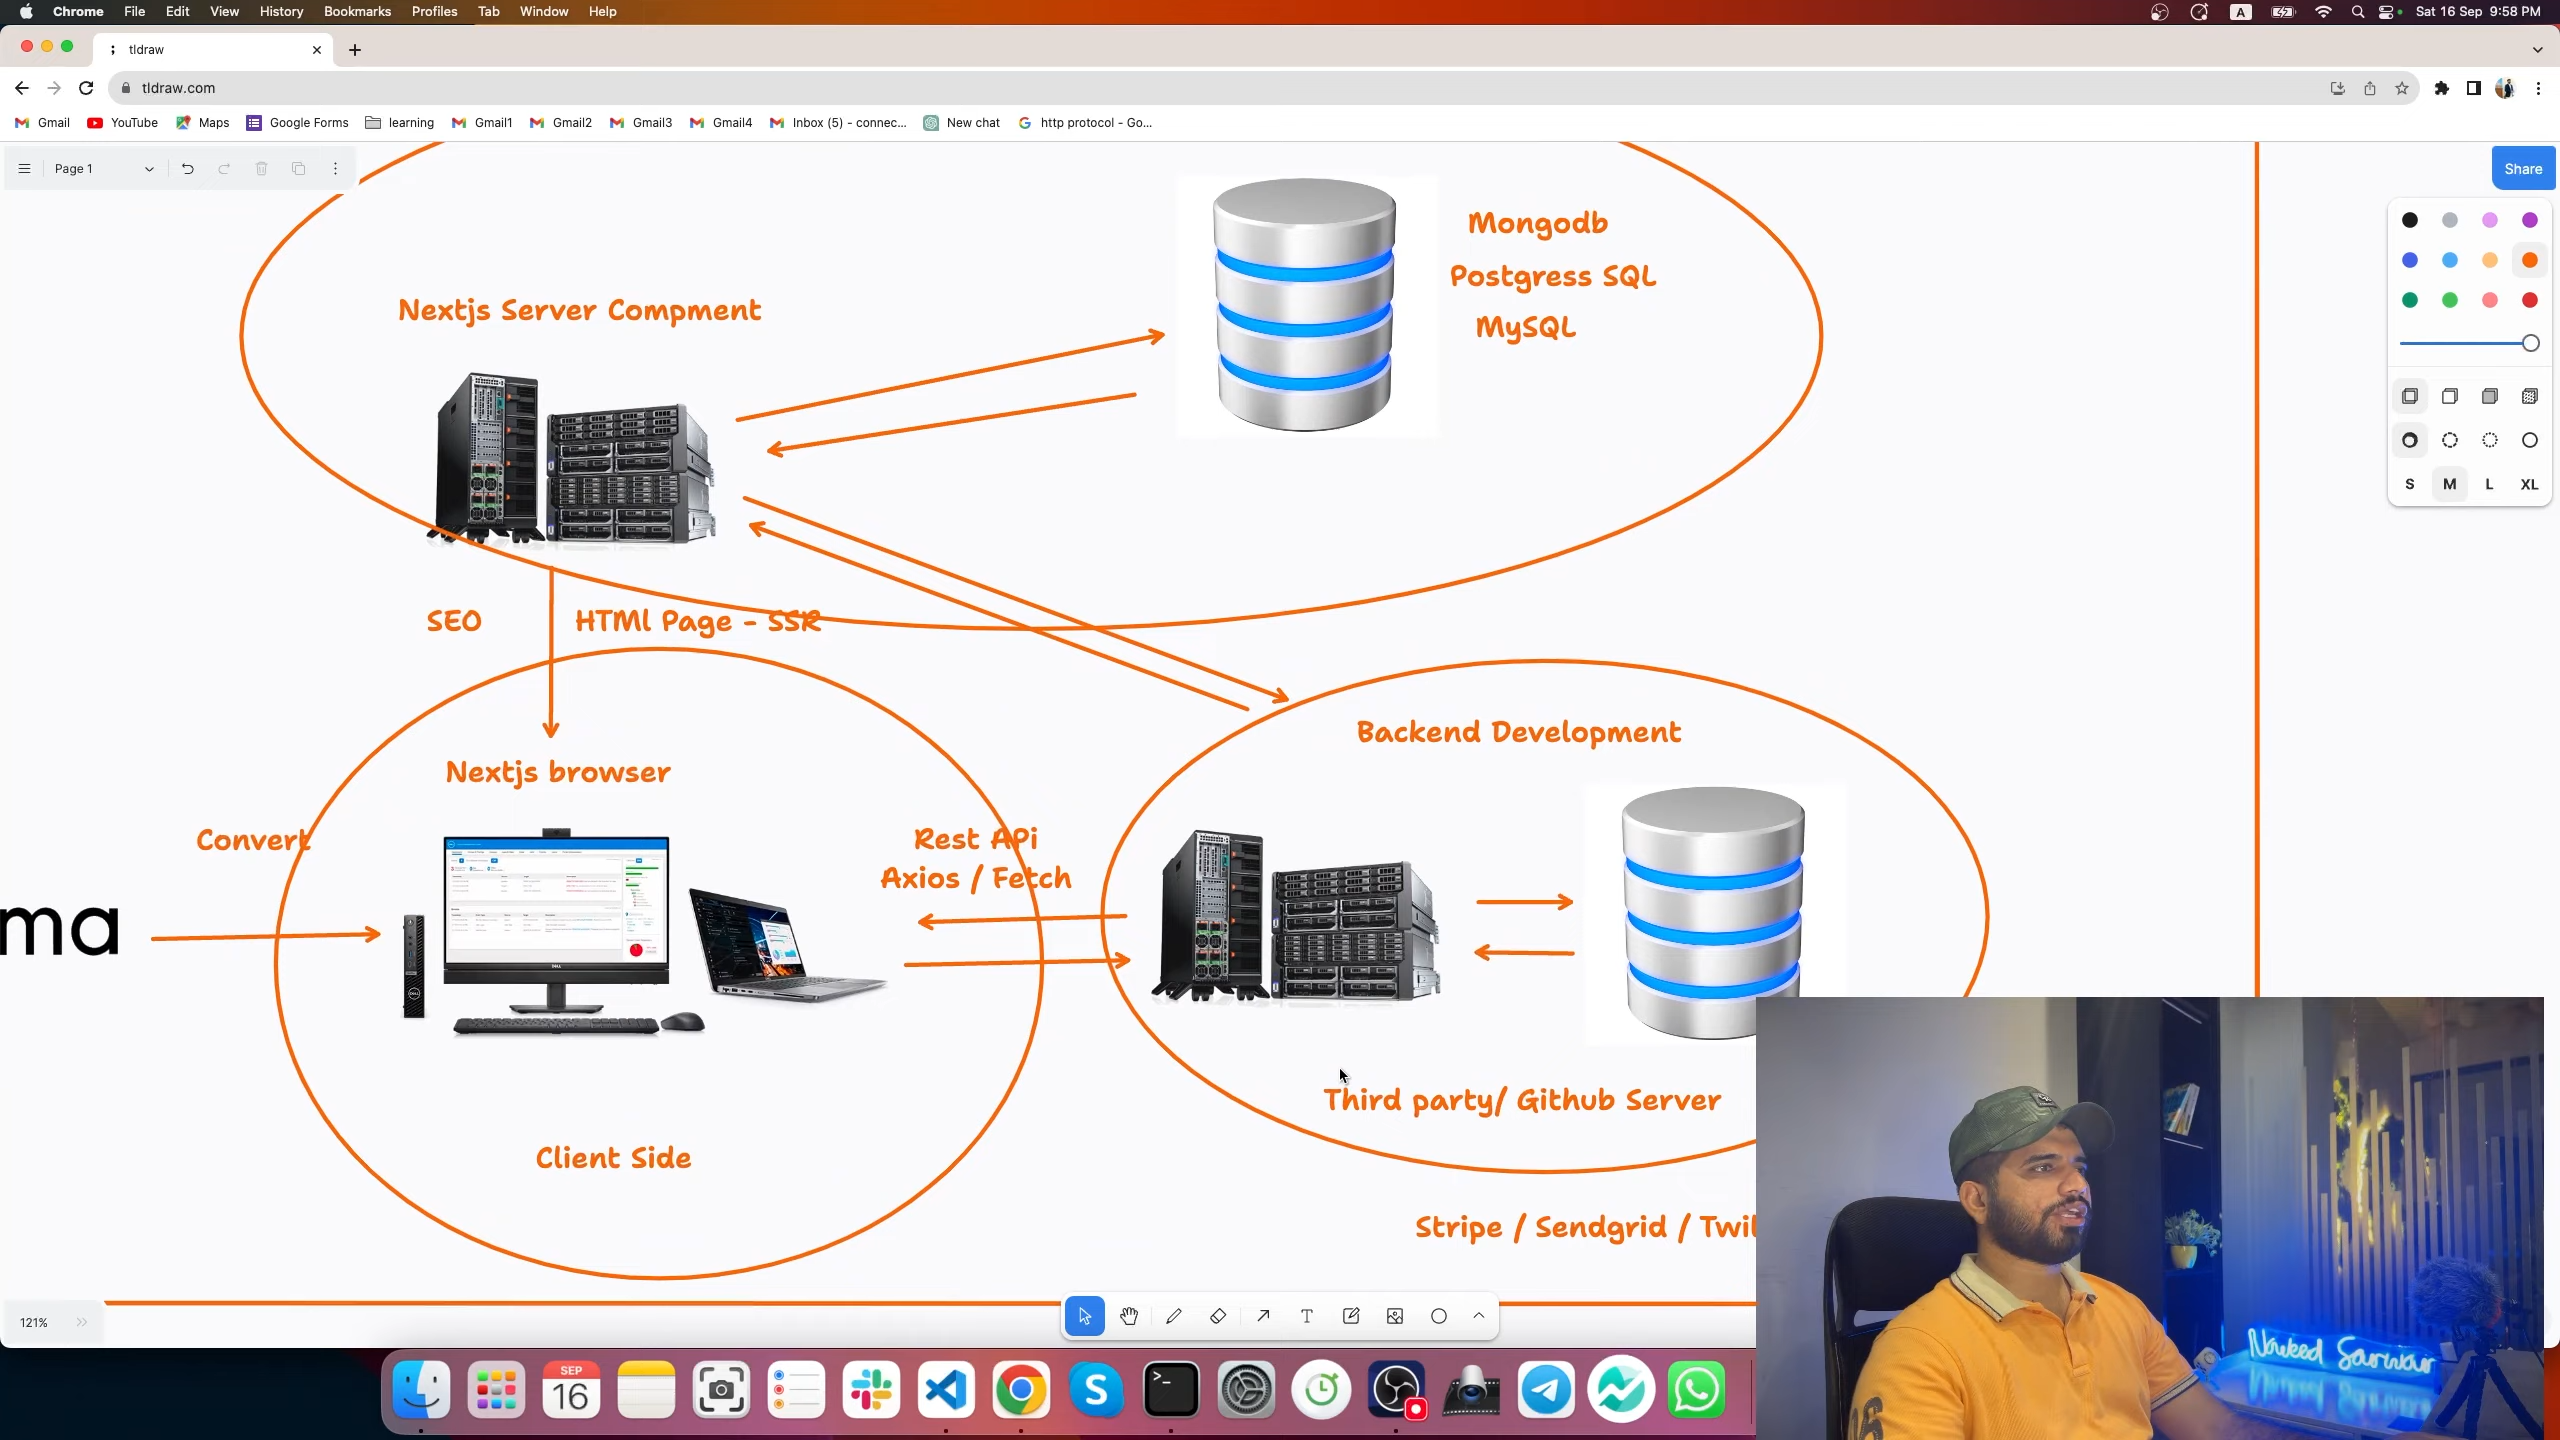 Chrome File Edit View History Bookmarks Profiles Tab Window Help
A Sat 16 Sep 9:58 PM
tldraw
tldraw.com
Gmail YouTube Maps Google Forms learning Gmail1 Gmail2 Gmail3 Gmail4 Inbox (5) - connec... New chat http protocol - Go...
Page 1
Share
Mongodb
Postgress SQL
MySQL
Nextjs Server Compment
S M L XL
SEO
HTMl Page - SSR
Backend Development
Nextjs browser
Convert
Rest APi
Axios / Fetch
ma
Third party/ Github Server
Client Side
Stripe / Sendgrid / Twil
121%
T
SEP
16
S
Naveed Sarwar